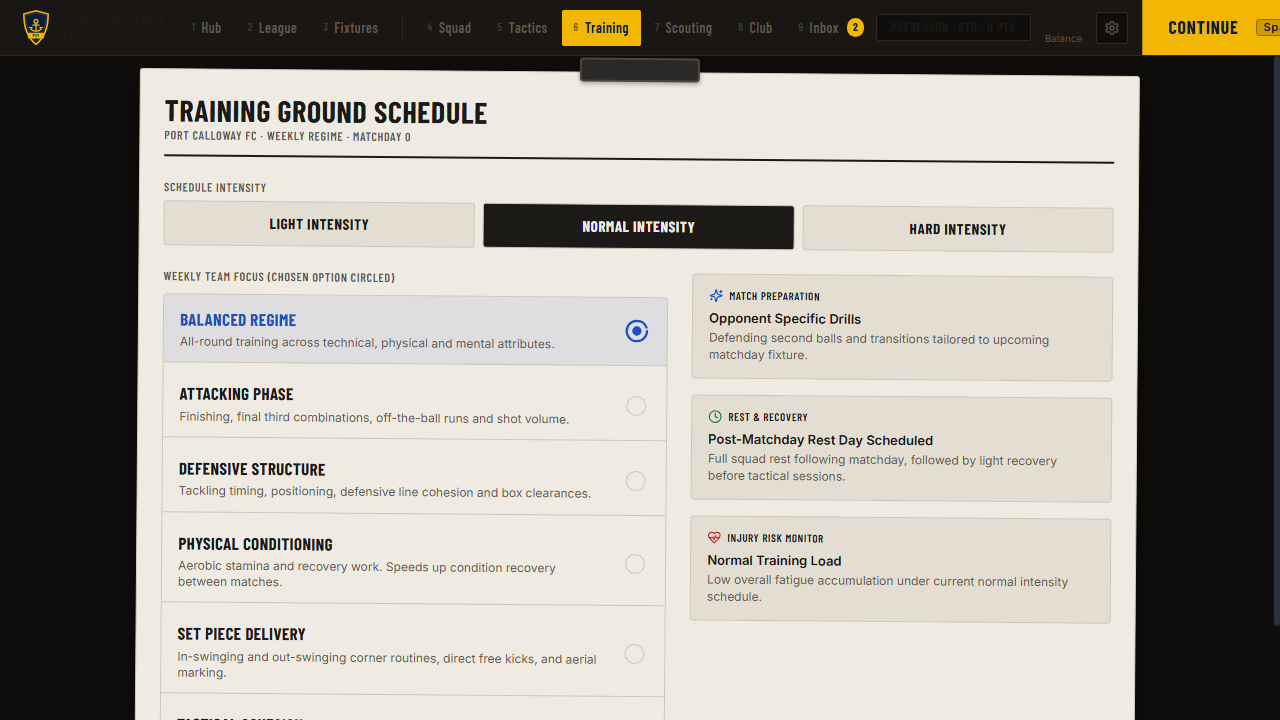 PORT CALLOWAY
FC
1 Hub
2 League
3 Fixtures
4 Squad
5 Tactics
6 Training
7 Scouting
8 Club
9 Inbox 2
PRESEASON · 8TH · 0 PTS
Balance
CONTINUE
TRAINING GROUND SCHEDULE
PORT CALLOWAY FC · WEEKLY REGIME · MATCHDAY 0
SCHEDULE INTENSITY
LIGHT INTENSITY
NORMAL INTENSITY
HARD INTENSITY
WEEKLY TEAM FOCUS (CHOSEN OPTION CIRCLED)
BALANCED REGIME
All-round training across technical, physical and mental attributes.
ATTACKING PHASE
Finishing, final third combinations, off-the-ball runs and shot volume.
DEFENSIVE STRUCTURE
Tackling timing, positioning, defensive line cohesion and box clearances.
PHYSICAL CONDITIONING
Aerobic stamina and recovery work. Speeds up condition recovery
between matches.
SET PIECE DELIVERY
In-swinging and out-swinging corner routines, direct free kicks, and aerial
marking.
MATCH PREPARATION
Opponent Specific Drills
Defending second balls and transitions tailored to upcoming
matchday fixture.
REST & RECOVERY
Post-Matchday Rest Day Scheduled
Full squad rest following matchday, followed by light recovery
before tactical sessions.
INJURY RISK MONITOR
Normal Training Load
Low overall fatigue accumulation under current normal intensity
schedule.